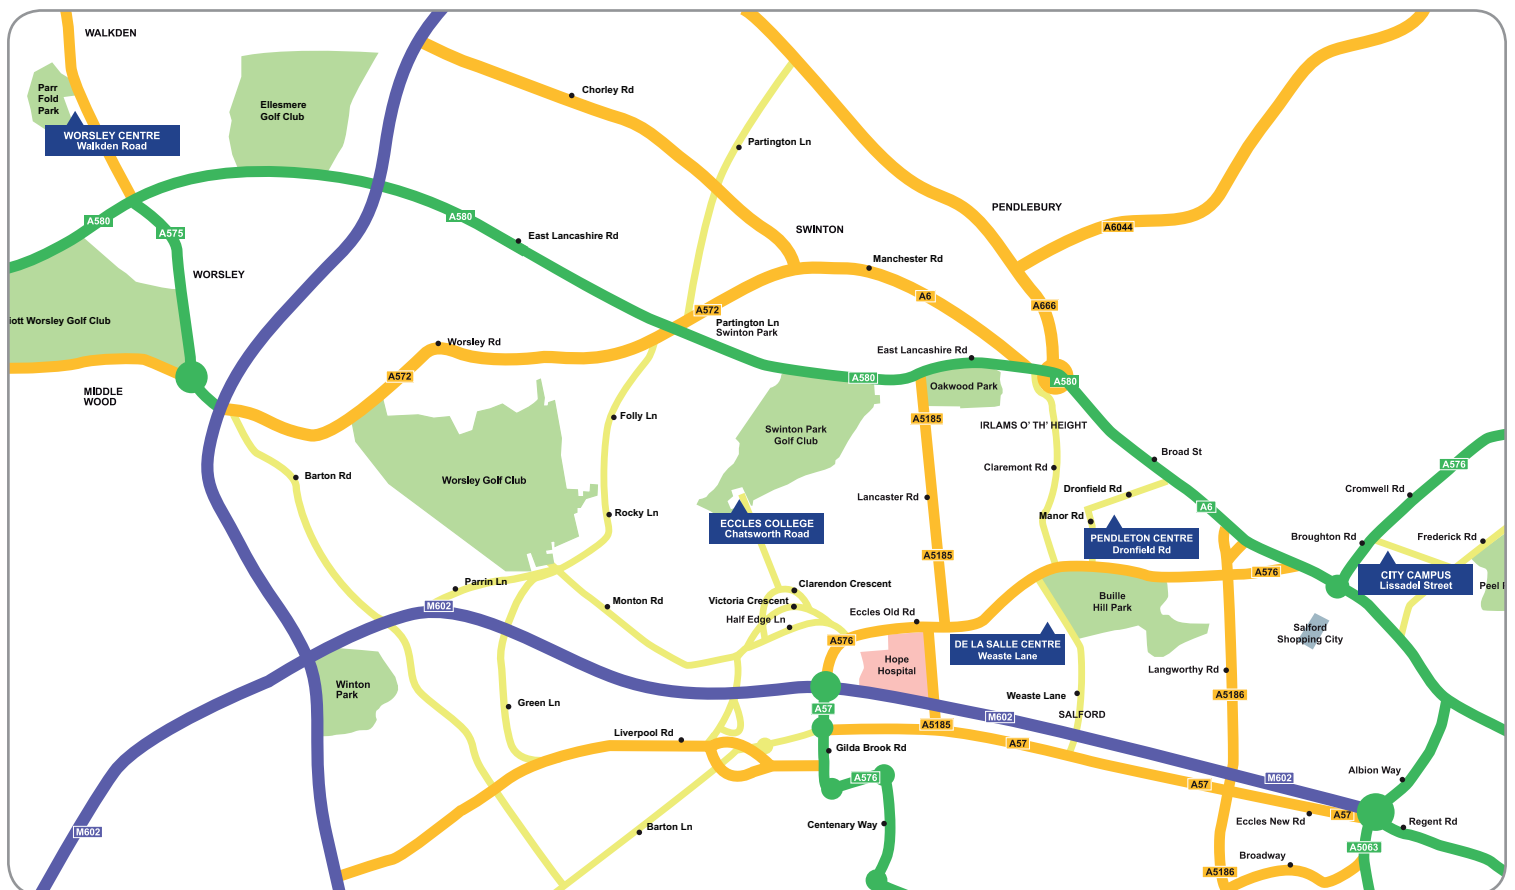 WALKDEN
Parr
Fold
Park
Ellesmere
Golf Club
Chorley Rd
WORSLEY CENTRE
Walkden Road
Partington Ln
A580
A575
A580
East Lancashire Rd
SWINTON
PENDLEBURY
A6044
WORSLEY
Manchester Rd
A6
A666
iott Worsley Golf Club
A572
Partington Ln
Swinton Park
Worsley Rd
East Lancashire Rd
A572
A580
Oakwood Park
A580
MIDDLE
WOOD
Folly Ln
A5185
Swinton Park
Golf Club
IRLAMS O' TH' HEIGHT
Broad St
A576
Claremont Rd
Barton Rd
Worsley Golf Club
Lancaster Rd
Dronfield Rd
Cromwell Rd
A6
Rocky Ln
Manor Rd
ECCLES COLLEGE
Chatsworth Road
PENDLETON CENTRE
Dronfield Rd
Broughton Rd
Frederick Rd
A5185
A576
CITY CAMPUS
Lissadel Street
Parrin Ln
Clarendon Crescent
Peel
M602
Monton Rd
Victoria Crescent
Buille
Hill Park
Half Edge Ln
Eccles Old Rd
A576
Salford
Shopping City
DE LA SALLE CENTRE
Weaste Lane
Hope
Hospital
Langworthy Rd
Winton
Park
Weaste Lane
A5186
Green Ln
A57
M602
SALFORD
A5185
Liverpool Rd
Gilda Brook Rd
A57
A576
M602
Albion Way
A57
Barton Ln
Centenary Way
Eccles New Rd
A57
Regent Rd
M602
A5063
Broadway
A5186